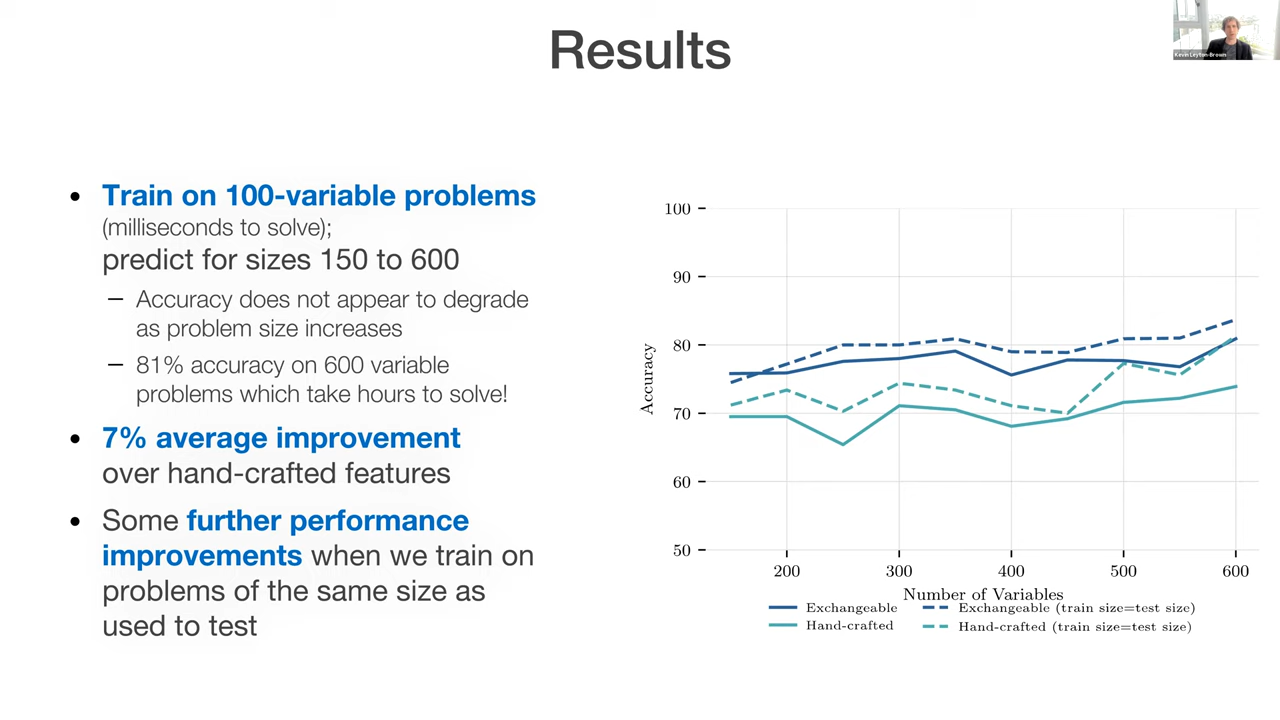 Results
Kevin Leyton-Brown
• Train on 100-variable problems
(milliseconds to solve);
predict for sizes 150 to 600
– Accuracy does not appear to degrade
as problem size increases
– 81% accuracy on 600 variable
problems which take hours to solve!
• 7% average improvement
over hand-crafted features
• Some further performance
improvements when we train on
problems of the same size as
used to test
100
90
80
70
60
50
Accuracy
200 300 400 500 600
Number of Variables
Exchangeable
Hand-crafted
Exchangeable (train size=test size)
Hand-crafted (train size=test size)